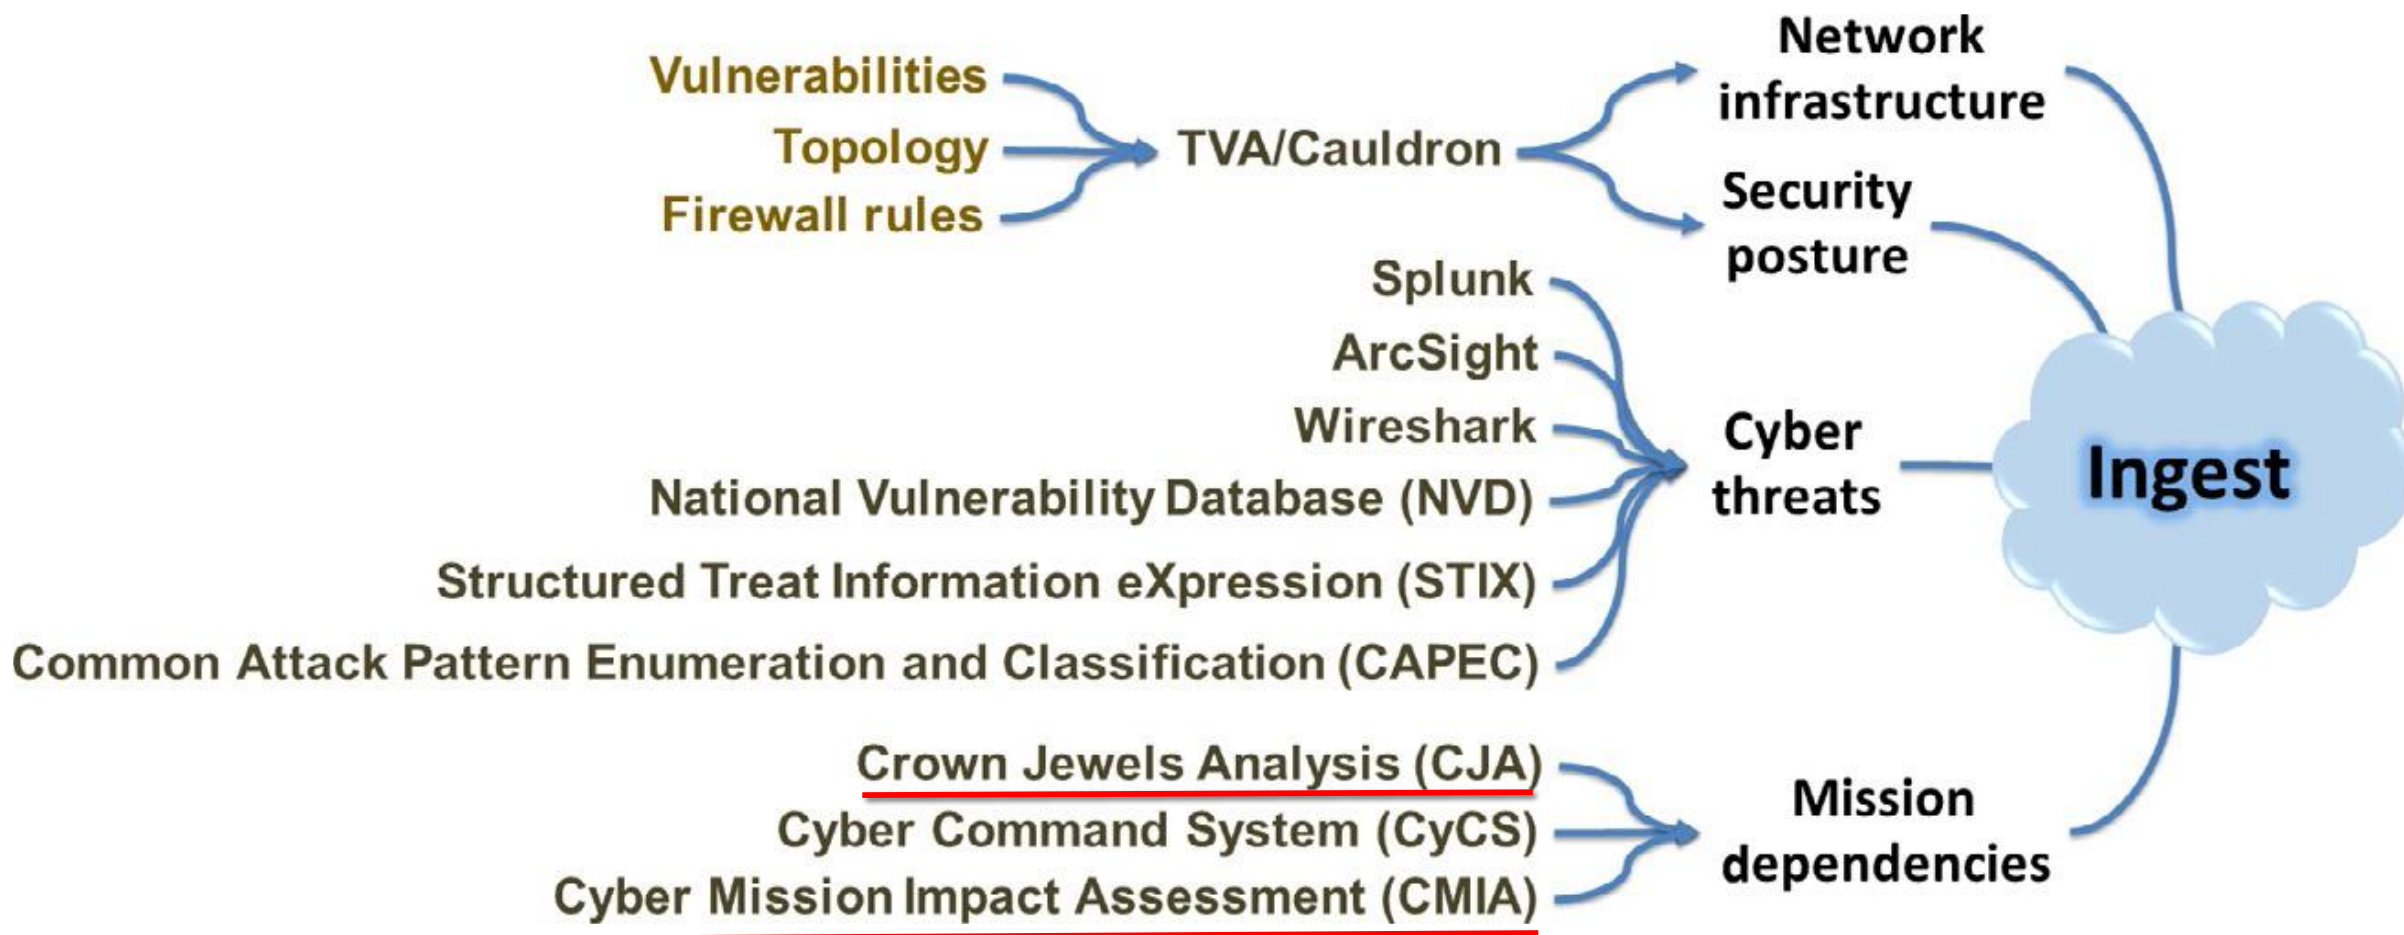 Vulnerabilities
Topology
Firewall rules
TVA/Cauldron
Network
infrastructure
Security
posture
Splunk
ArcSight
Wireshark
National Vulnerability Database (NVD)
Structured Treat Information eXpression (STIX)
Common Attack Pattern Enumeration and Classification (CAPEC)
Cyber
threats
Ingest
Crown Jewels Analysis (CJA)
Cyber Command System (CyCS)
Cyber Mission Impact Assessment (CMIA)
Mission
dependencies